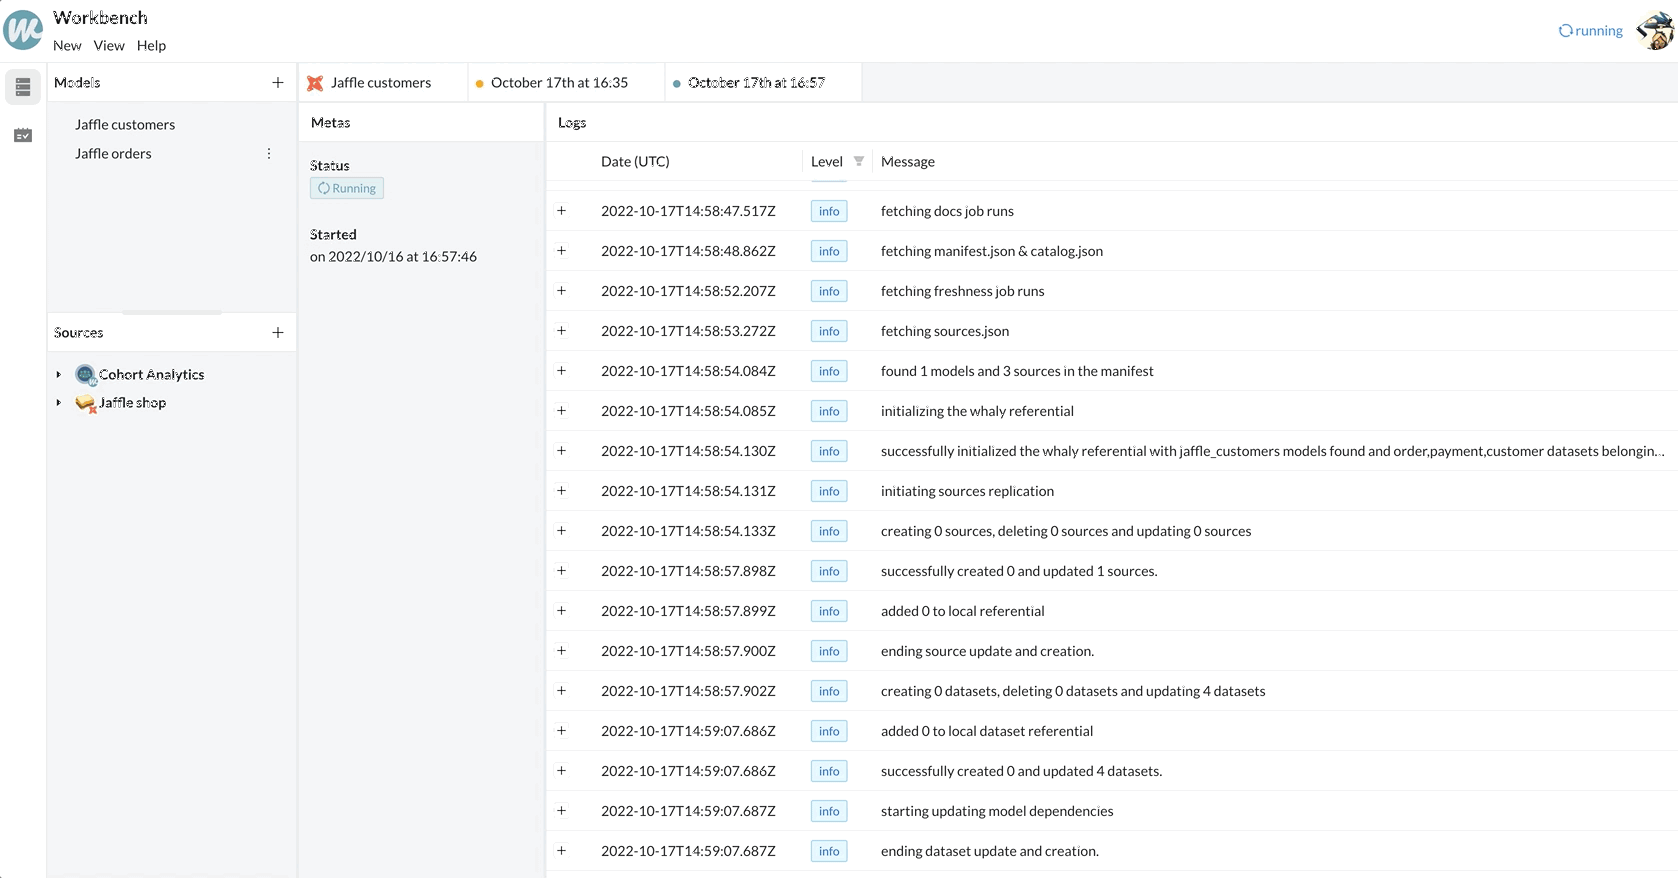 Workbench
New View Help
running
Models
Jaffle customers
Jaffle orders
Sources
Cohort Analytics
Jaffle shop
Jaffle customers
October 17th at 16:35
October 17th at 16:57
Metas
Status
Running
Started
on 2022/10/16 at 16:57:46
Logs
Date (UTC) Level Message
2022-10-17T14:58:47.517Z info fetching docs job runs
2022-10-17T14:58:48.862Z info fetching manifest.json & catalog.json
2022-10-17T14:58:52.207Z info fetching freshness job runs
2022-10-17T14:58:53.272Z info fetching sources.json
2022-10-17T14:58:54.084Z info found 1 models and 3 sources in the manifest
2022-10-17T14:58:54.085Z info initializing the whaly referential
2022-10-17T14:58:54.130Z info successfully initialized the whaly referential with jaffle_customers models found and order,payment,customer datasets belongin...
2022-10-17T14:58:54.131Z info initiating sources replication
2022-10-17T14:58:54.133Z info creating 0 sources, deleting 0 sources and updating 0 sources
2022-10-17T14:58:57.898Z info successfully created 0 and updated 1 sources.
2022-10-17T14:58:57.899Z info added 0 to local referential
2022-10-17T14:58:57.900Z info ending source update and creation.
2022-10-17T14:58:57.902Z info creating 0 datasets, deleting 0 datasets and updating 4 datasets
2022-10-17T14:59:07.686Z info added 0 to local dataset referential
2022-10-17T14:59:07.686Z info successfully created 0 and updated 4 datasets.
2022-10-17T14:59:07.687Z info starting updating model dependencies
2022-10-17T14:59:07.687Z info ending dataset update and creation.